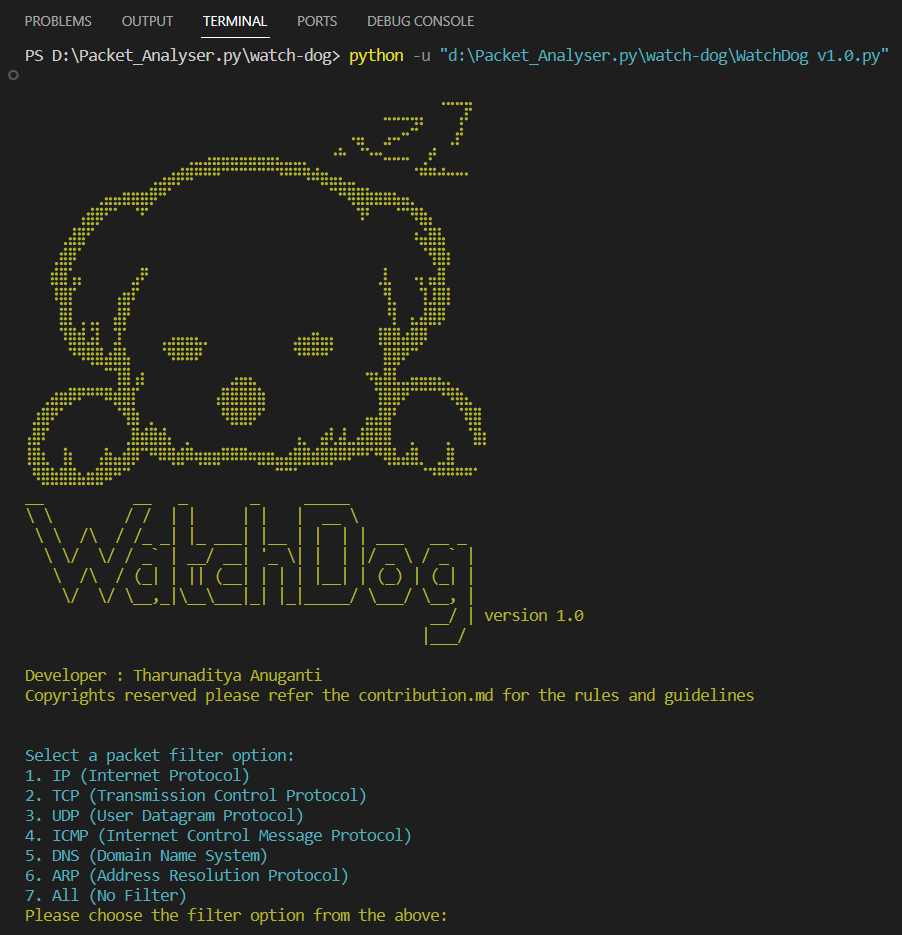 PROBLEMS OUTPUT TERMINAL PORTS DEBUG CONSOLE
PS D:\Packet_Analyser.py\watch-dog> python -u "d:\Packet_Analyser.py\watch-dog\WatchDog v1.0.py"
WatchDog
version 1.0
Developer : Tharunaditya Anuganti
Copyrights reserved please refer the contribution.md for the rules and guidelines
Select a packet filter option:
1. IP (Internet Protocol)
2. TCP (Transmission Control Protocol)
3. UDP (User Datagram Protocol)
4. ICMP (Internet Control Message Protocol)
5. DNS (Domain Name System)
6. ARP (Address Resolution Protocol)
7. All (No Filter)
Please choose the filter option from the above: